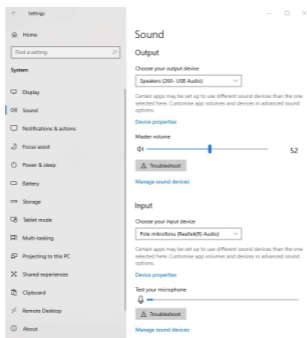 Settings
Home
Find a setting
System
Display
Sound
Notifications & actions
Focus assist
Power & sleep
Battery
Storage
Tablet mode
Multi-tasking
Projecting to this PC
Shared experiences
Clipboard
Remote Desktop
About
Sound
Output
Choose your output device
Speakers (260- USB Audio)
Certain apps may be set up to use different sound devices than the one
selected here. Customise app volumes and devices in advanced sound
options.
Device properties
Master volume
52
Troubleshoot
Manage sound devices
Input
Choose your input device
Pole mikrofonu (Realtek(R) Audio)
Certain apps may be set up to use different sound devices than the one
selected here. Customise app volumes and devices in advanced sound
options.
Device properties
Test your microphone
Troubleshoot
Manage sound devices